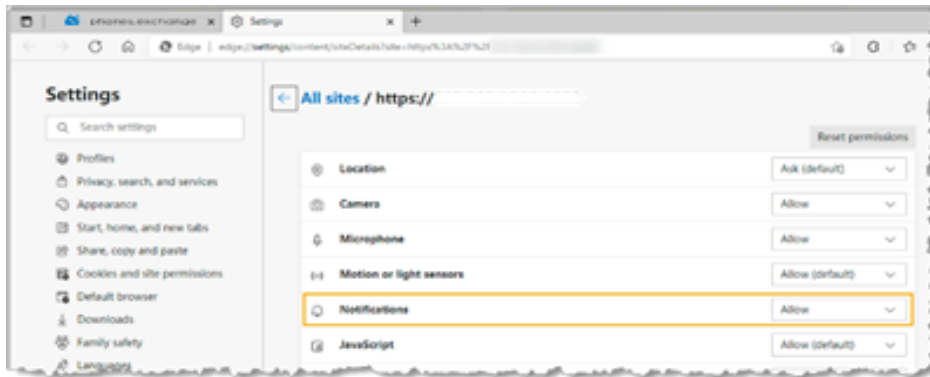 phones.exchange Settings
Edge | edge://settings/content/siteDetails?site=https%3A%2F%2F
Settings
All sites / https://
Search settings
Reset permissions
Profiles
Location Ask (default)
Privacy, search, and services
Appearance
Camera Allow
Start, home, and new tabs
Microphone Allow
Share, copy and paste
Cookies and site permissions
Motion or light sensors Allow (default)
Default browser
Notifications Allow
Downloads
Family safety
JavaScript Allow (default)
Languages